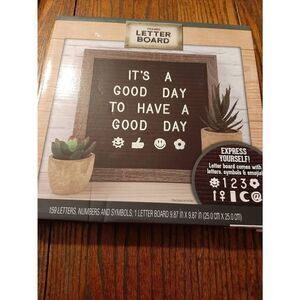 FRAMED
LETTER
BOARD
IT'S A
GOOD DAY
TO HAVE A
GOOD DAY
EXPRESS
YOURSELF!
Letter board comes with
letters, symbols & emojis!
123
C@
159 LETTERS, NUMBERS AND SYMBOLS; 1 LETTER BOARD 9.87 in X 9.87 in (25.0 cm X 25.0 cm)